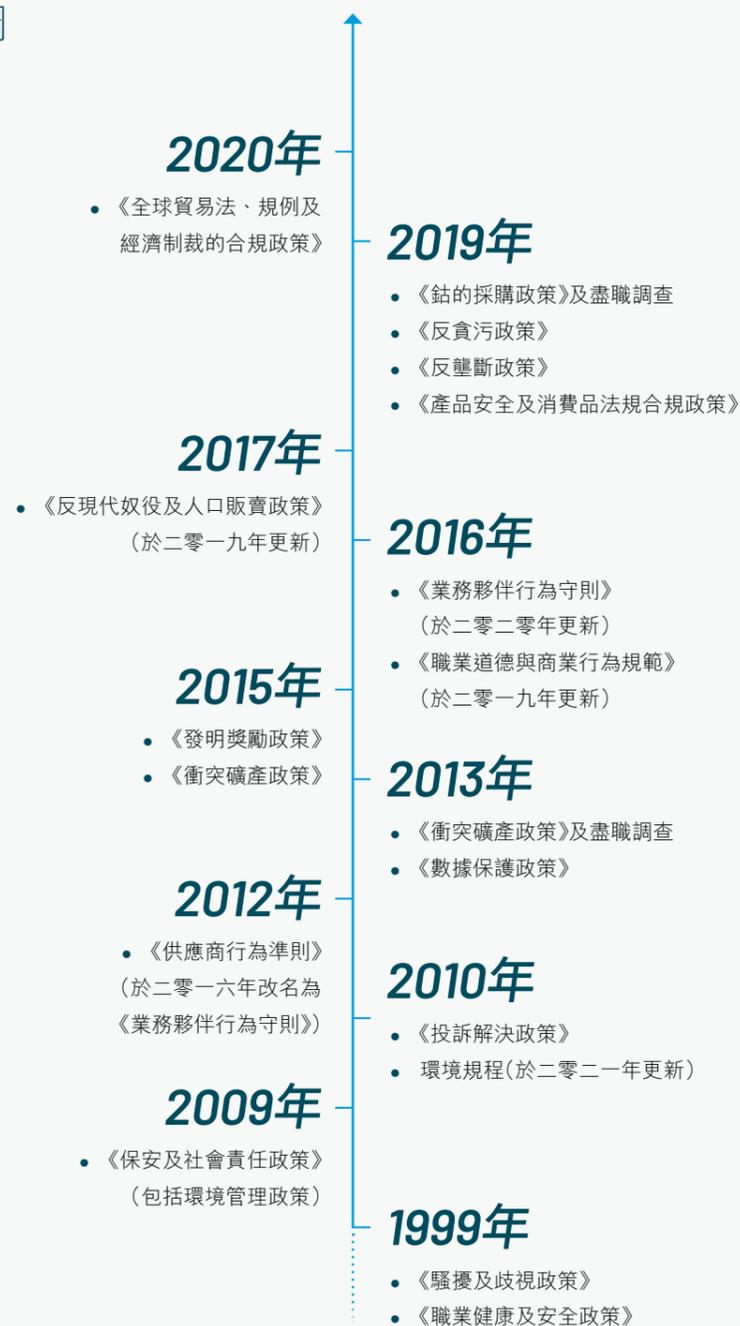 2020年
• 《全球貿易法、規例及
經濟制裁的合規政策》
2019年
• 《鈷的採購政策》及盡職調查
• 《反貪污政策》
• 《反壟斷政策》
• 《產品安全及消費品法規合規政策》
2017年
• 《反現代奴役及人口販賣政策》
（於二零一九年更新）
2016年
• 《業務夥伴行為守則》
（於二零二零年更新）
• 《職業道德與商業行為規範》
（於二零一九年更新）
2015年
• 《發明獎勵政策》
• 《衝突礦產政策》
2013年
• 《衝突礦產政策》及盡職調查
• 《數據保護政策》
2012年
• 《供應商行為準則》
（於二零一六年改名為
《業務夥伴行為守則》）
2010年
• 《投訴解決政策》
• 環境規程（於二零二一年更新）
2009年
• 《保安及社會責任政策》
（包括環境管理政策）
1999年
• 《騷擾及歧視政策》
• 《職業健康及安全政策》